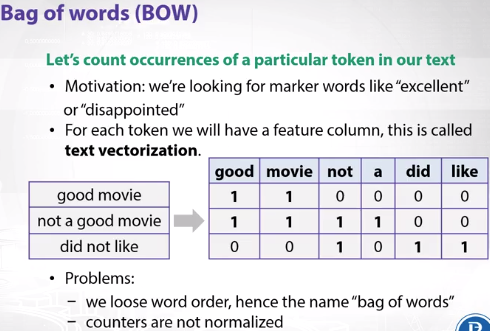 Bag of words (BOW)
Let's count occurrences of a particular token in our text
• Motivation: we're looking for marker words like "excellent"
or "disappointed"
• For each token we will have a feature column, this is called
text vectorization.
good movie not a did like
good movie 1 1 0 0 0 0
not a good movie 1 1 1 1 0 0
did not like 0 0 1 0 1 1
• Problems:
– we loose word order, hence the name "bag of words"
– counters are not normalized